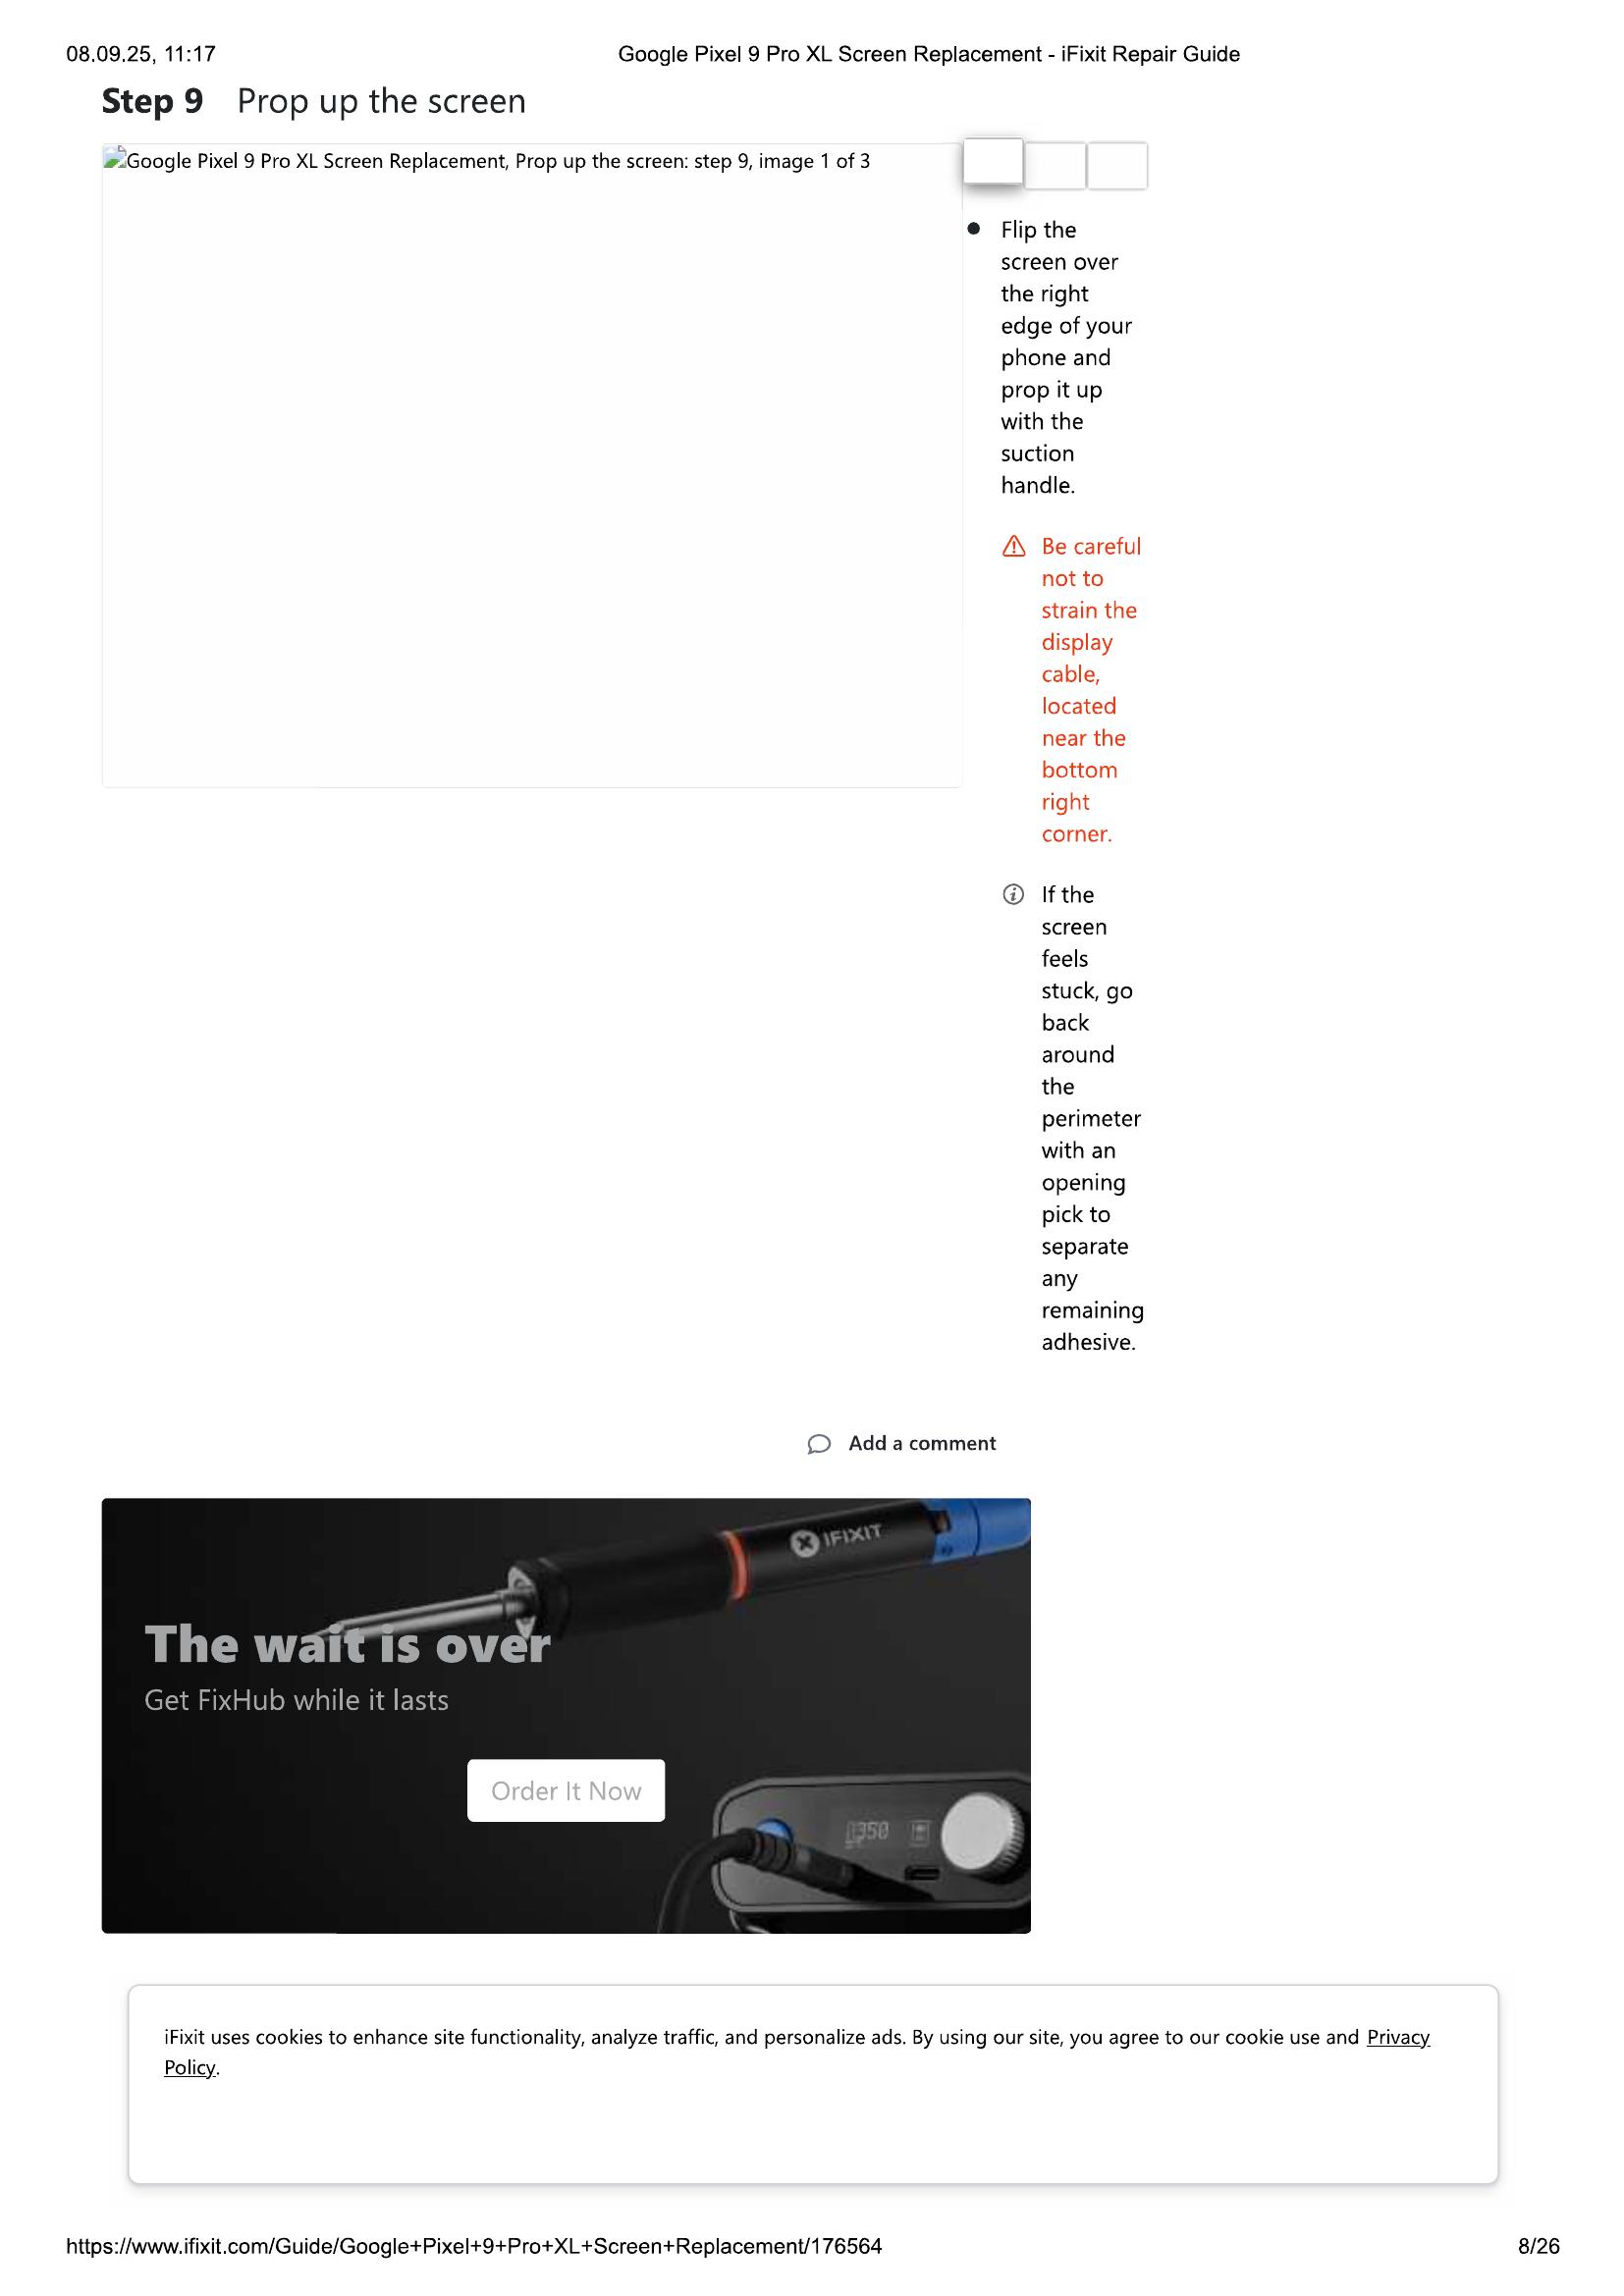 08.09.25, 11:17
Google Pixel 9 Pro XL Screen Replacement - iFixit Repair Guide
Step 9 Prop up the screen
Google Pixel 9 Pro XL Screen Replacement, Prop up the screen: step 9, image 1 of 3
Flip the
screen over
the right
edge of your
phone and
prop it up
with the
suction
handle.
Be careful
not to
strain the
display
cable,
located
near the
bottom
right
corner.
If the
screen
feels
stuck, go
back
around
the
perimeter
with an
opening
pick to
separate
any
remaining
adhesive.
Add a comment
IFIXIT
The wait is over
Get FixHub while it lasts
Order It Now
350
iFixit uses cookies to enhance site functionality, analyze traffic, and personalize ads. By using our site, you agree to our cookie use and Privacy
Policy.
https://www.ifixit.com/Guide/Google+Pixel+9+Pro+XL+Screen+Replacement/176564
8/26